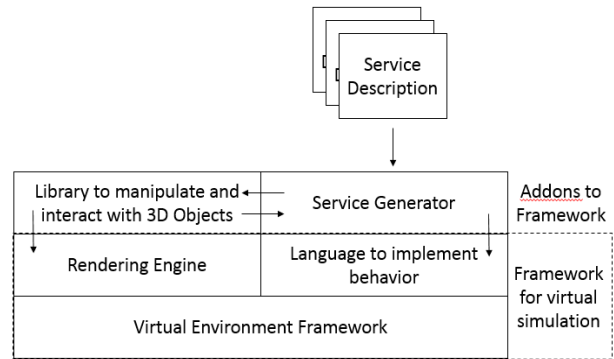 Service
Description
Library to manipulate and
interact with 3D Objects
Service Generator
Addons to
Framework
Rendering Engine
Language to implement
behavior
Framework
for virtual
simulation
Virtual Environment Framework